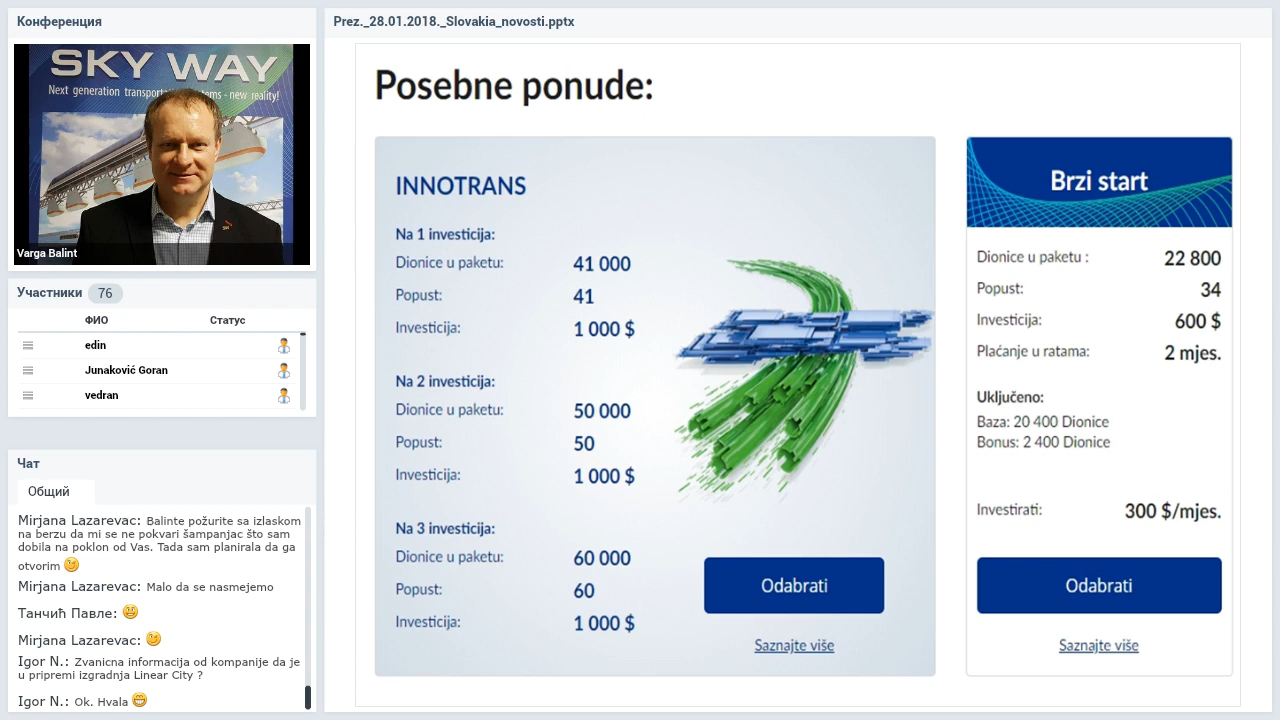 Конференция
SKY WAY
Next generation
new reality!
Varga Balint
Участники 76
ФИО Статус
edin
Junaković Goran
vedran
Чат
Общий
Mirjana Lazarevac: Balinte požurite sa izlaskom
na berzu da mi se ne pokvari šampanjac što sam
dobila na poklon od Vas. Tada sam planirala da ga
otvorim
Mirjana Lazarevac: Malo da se nasmejemo
Танчић Павле:
Mirjana Lazarevac:
Igor N.: Zvanicna informacija od kompanije da je
u pripremi izgradnja Linear City ?
Igor N.: Ok. Hvala
Prez._28.01.2018._Slovakia_novosti.pptx
Posebne ponude:
INNOTRANS
Na 1 investicija:
Dionice u paketu: 41 000
Popust: 41
Investicija: 1 000 $
Na 2 investicija:
Dionice u paketu: 50 000
Popust: 50
Investicija: 1 000 $
Na 3 investicija:
Dionice u paketu: 60 000
Popust: 60
Investicija: 1 000 $
Odabrati
Saznajte više
Brzi start
Dionice u paketu : 22 800
Popust: 34
Investicija: 600 $
Plaćanje u ratama: 2 mjes.
Uključeno:
Baza: 20 400 Dionice
Bonus: 2 400 Dionice
Investirati: 300 $/mjes.
Odabrati
Saznajte više